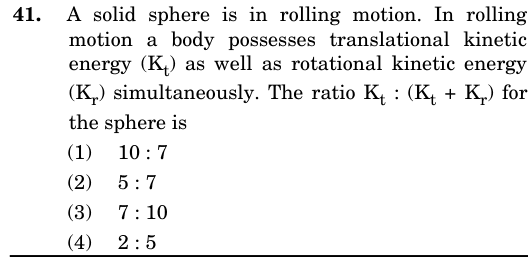 41. A solid sphere is in rolling motion. In rolling
motion a body possesses translational kinetic
energy (Kₜ) as well as rotational kinetic energy
(Kᵣ) simultaneously. The ratio Kₜ : (Kₜ + Kᵣ) for
the sphere is
(1) 10 : 7
(2) 5 : 7
(3) 7 : 10
(4) 2 : 5